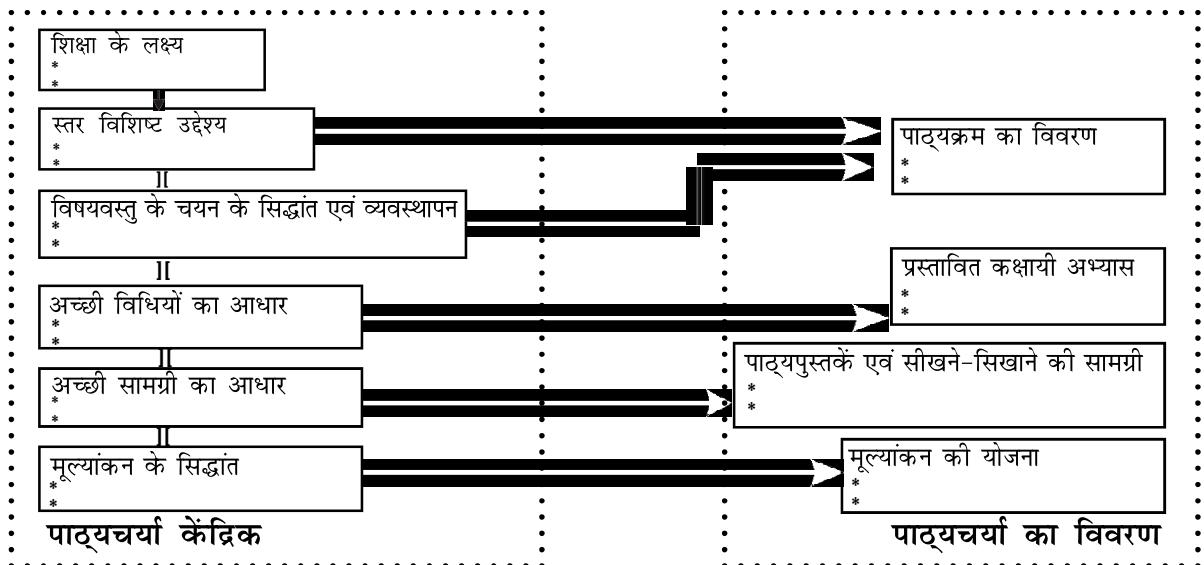 शिक्षा के लक्ष्य
*
*
स्तर विशिष्ट उद्देश्य
*
*
विषयवस्तु के चयन के सिद्धांत एवं व्यवस्थापन
*
*
अच्छी विधियों का आधार
*
*
अच्छी सामग्री का आधार
*
*
मूल्यांकन के सिद्धांत
*
*
पाठ्यचर्या केंद्रिक
पाठ्यक्रम का विवरण
*
*
प्रस्तावित कक्षायी अभ्यास
*
*
पाठ्यपुस्तकें एवं सीखने-सिखाने की सामग्री
*
*
मूल्यांकन की योजना
*
*
पाठ्यचर्या का विवरण